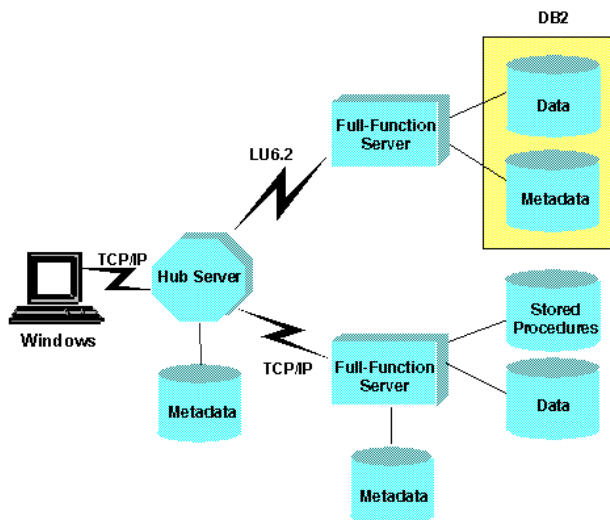 DB2
Data
Full-Function
Server
Metadata
LU6.2
TCP/IP
Hub Server
Windows
Stored
Procedures
TCP/IP
Full-Function
Server
Metadata
Data
Metadata